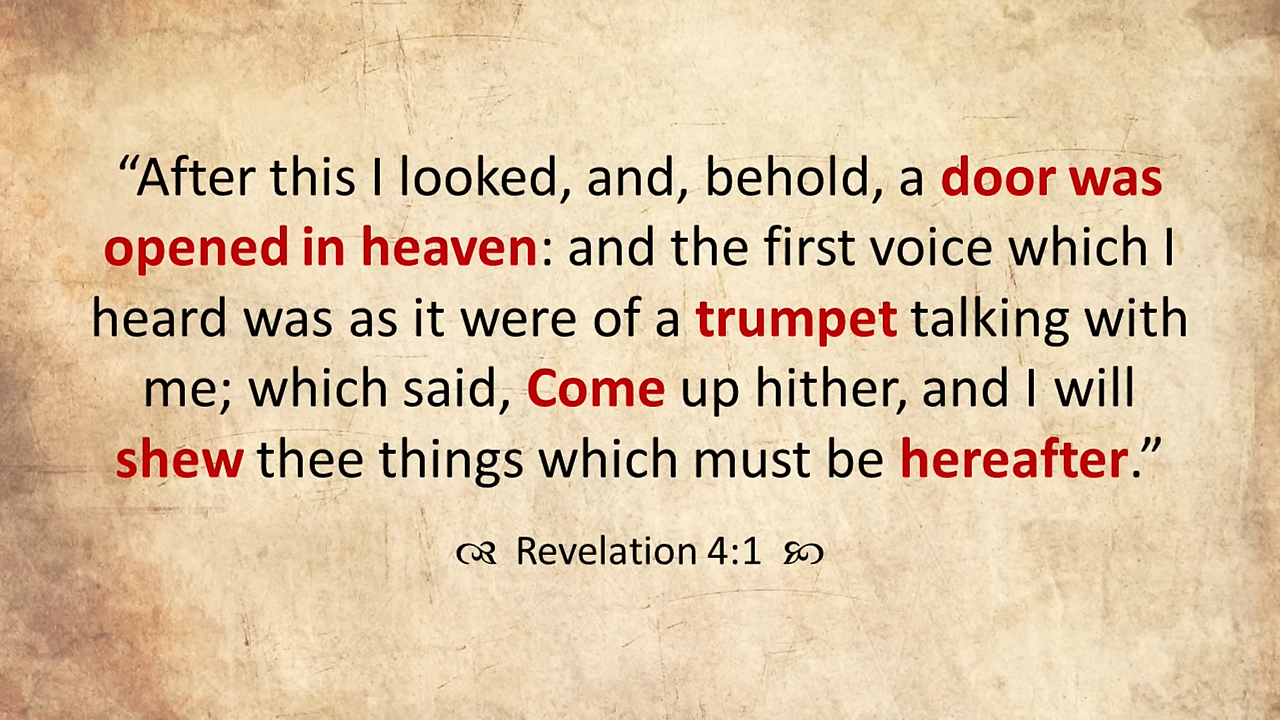 “After this I looked, and, behold, a door was
opened in heaven: and the first voice which I
heard was as it were of a trumpet talking with
me; which said, Come up hither, and I will
shew thee things which must be hereafter.”
Revelation 4:1